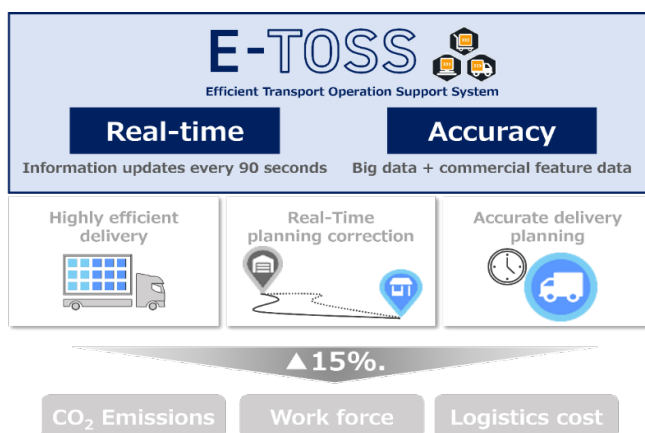 E-TOSS
Efficient Transport Operation Support System
Real-time
Accuracy
Information updates every 90 seconds
Big data + commercial feature data
Highly efficient
delivery
Real-Time
planning correction
Accurate delivery
planning
▲15%.
CO₂ Emissions
Work force
Logistics cost